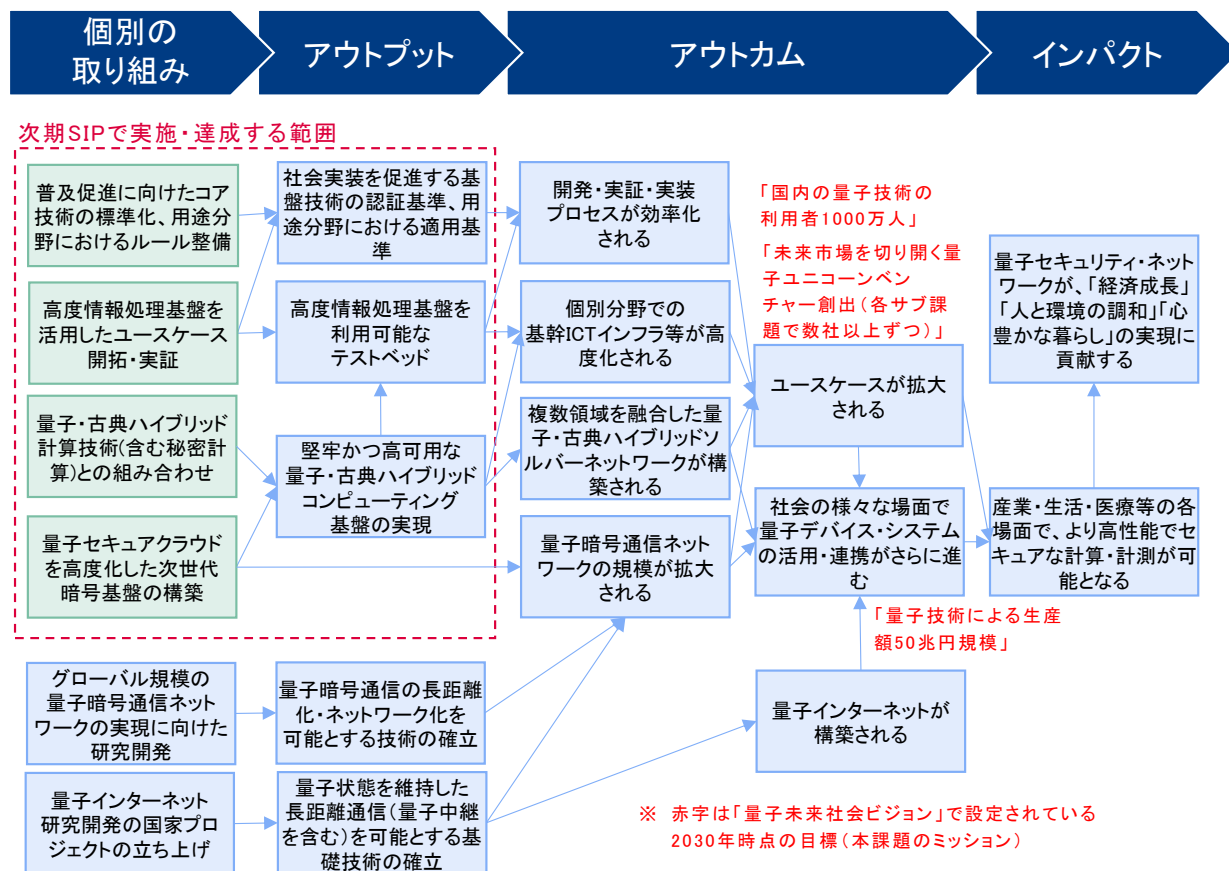 個別の
取り組み
アウトプット
アウトカム
インパクト
次期SIPで実施・達成する範囲
普及促進に向けたコア
技術の標準化、用途分
野におけるルール整備
高度情報処理基盤を
活用したユースケース
開拓・実証
量子・古典ハイブリッド
計算技術(含む秘密計
算)との組み合わせ
量子セキュアクラウド
を高度化した次世代
暗号基盤の構築
グローバル規模の
量子暗号通信ネット
ワークの実現に向けた
研究開発
量子インターネット
研究開発の国家プロ
ジェクトの立ち上げ
社会実装を促進する基
盤技術の認証基準、用
途分野における適用基
準
高度情報処理基盤を
利用可能な
テストベッド
堅牢かつ高可用な
量子・古典ハイブリッド
コンピューティング
基盤の実現
量子暗号通信の長距離
化・ネットワーク化を
可能とする技術の確立
量子状態を維持した
長距離通信(量子中継
を含む)を可能とする基
礎技術の確立
開発・実証・実装
プロセスが効率化
される
個別分野での
基幹ICTインフラ等が高
度化される
複数領域を融合した量
子・古典ハイブリッドソ
ルバーネットワークが構
築される
量子暗号通信ネット
ワークの規模が拡大
される
「国内の量子技術の
利用者1000万人」
「未来市場を切り開く量
子ユニコーンベン
チャー創出(各サブ課
題で数社以上ずつ)」
ユースケースが拡大
される
社会の様々な場面で
量子デバイス・システム
の活用・連携がさらに進
む
「量子技術による生産
額50兆円規模」
量子インターネットが
構築される
量子セキュリティ・ネット
ワークが、「経済成長」
「人と環境の調和」「心
豊かな暮らし」の実現に
貢献する
産業・生活・医療等の各
場面で、より高性能でセ
キュアな計算・計測が可
能となる
※ 赤字は「量子未来社会ビジョン」で設定されている
2030年時点の目標(本課題のミッション)